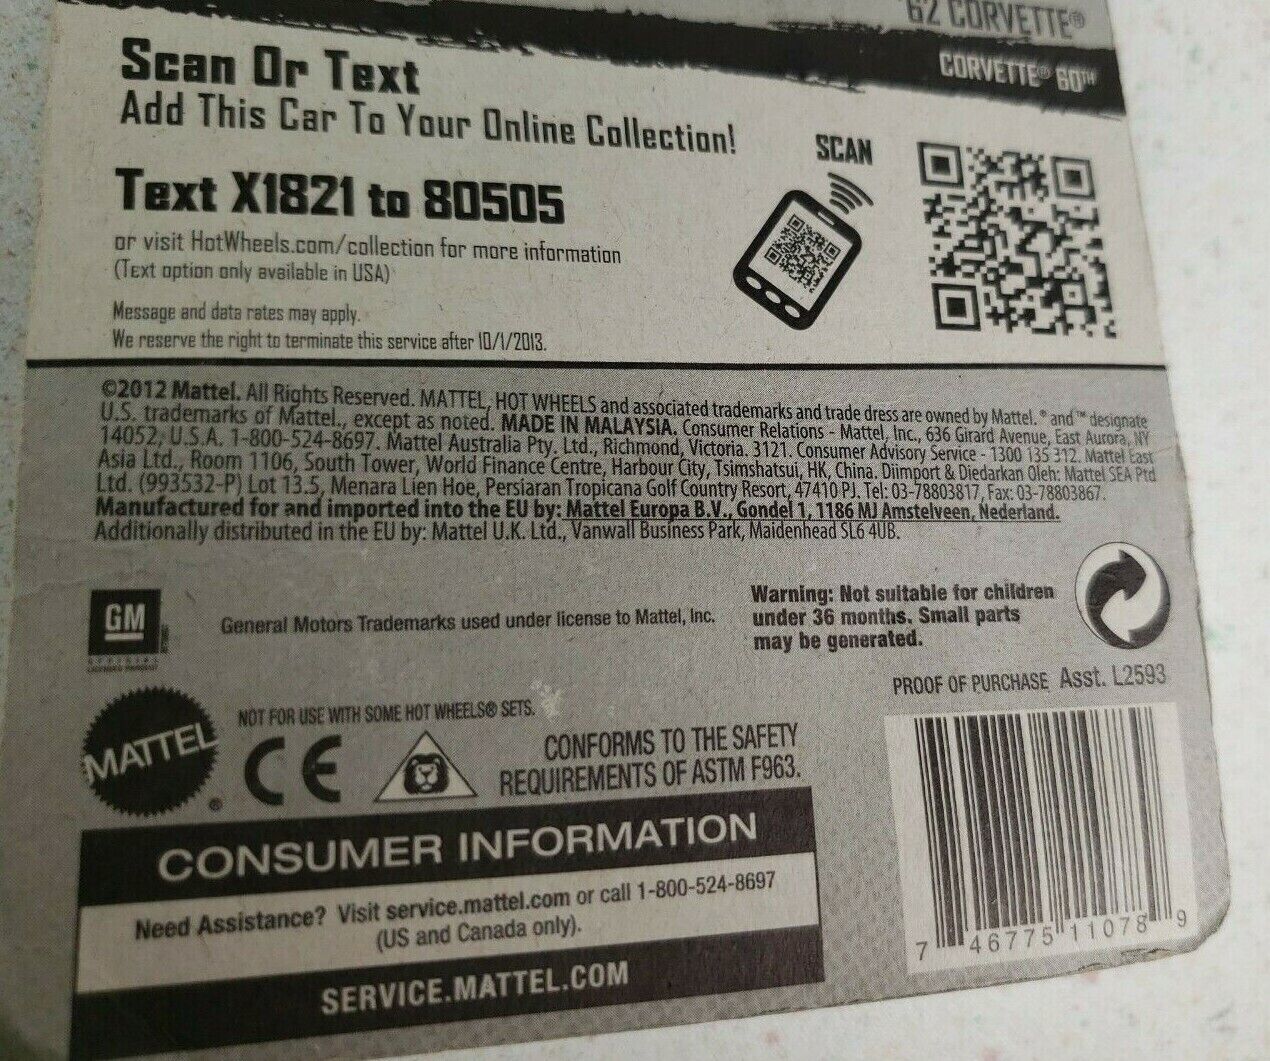 62 CORVETTE®
CORVETTE® 60TH
Scan Or Text
Add This Car To Your Online Collection!
Text X1821 to 80505
or visit HotWheels.com/collection for more information
(Text option only available in USA)
Message and data rates may apply.
We reserve the right to terminate this service after 10/1/2013.
SCAN
©2012 Mattel. All Rights Reserved. MATTEL, HOT WHEELS and associated trademarks and trade dress are owned by Mattel. ® and ™ designate
U.S. trademarks of Mattel., except as noted. MADE IN MALAYSIA. Consumer Relations - Mattel, Inc., 636 Girard Avenue, East Aurora, NY
14052, U.S.A. 1-800-524-8697. Mattel Australia Pty. Ltd., Richmond, Victoria. 3121. Consumer Advisory Service - 1300 135 312. Mattel East
Asia Ltd., Room 1106, South Tower, World Finance Centre, Harbour City, Tsimshatsui, HK, China. Diimport & Diedarkan Oleh: Mattel SEA Ptd
Ltd. (993532-P) Lot 13.5, Menara Lien Hoe, Persiaran Tropicana Golf Country Resort, 47410 PJ. Tel: 03-78803817, Fax: 03-78803867.
Manufactured for and imported into the EU by: Mattel Europa B.V., Gondel 1, 1186 MJ Amstelveen, Nederland.
Additionally distributed in the EU by: Mattel U.K. Ltd., Vanwall Business Park, Maidenhead SL6 4UB.
GM
OFFICIAL
LICENSED PRODUCT
General Motors Trademarks used under license to Mattel, Inc.
Warning: Not suitable for children
under 36 months. Small parts
may be generated.
PROOF OF PURCHASE Asst. L2593
MATTEL®
NOT FOR USE WITH SOME HOT WHEELS® SETS.
CE
CONFORMS TO THE SAFETY
REQUIREMENTS OF ASTM F963.
CONSUMER INFORMATION
Need Assistance? Visit service.mattel.com or call 1-800-524-8697
(US and Canada only).
SERVICE.MATTEL.COM
7 46775 11078 9